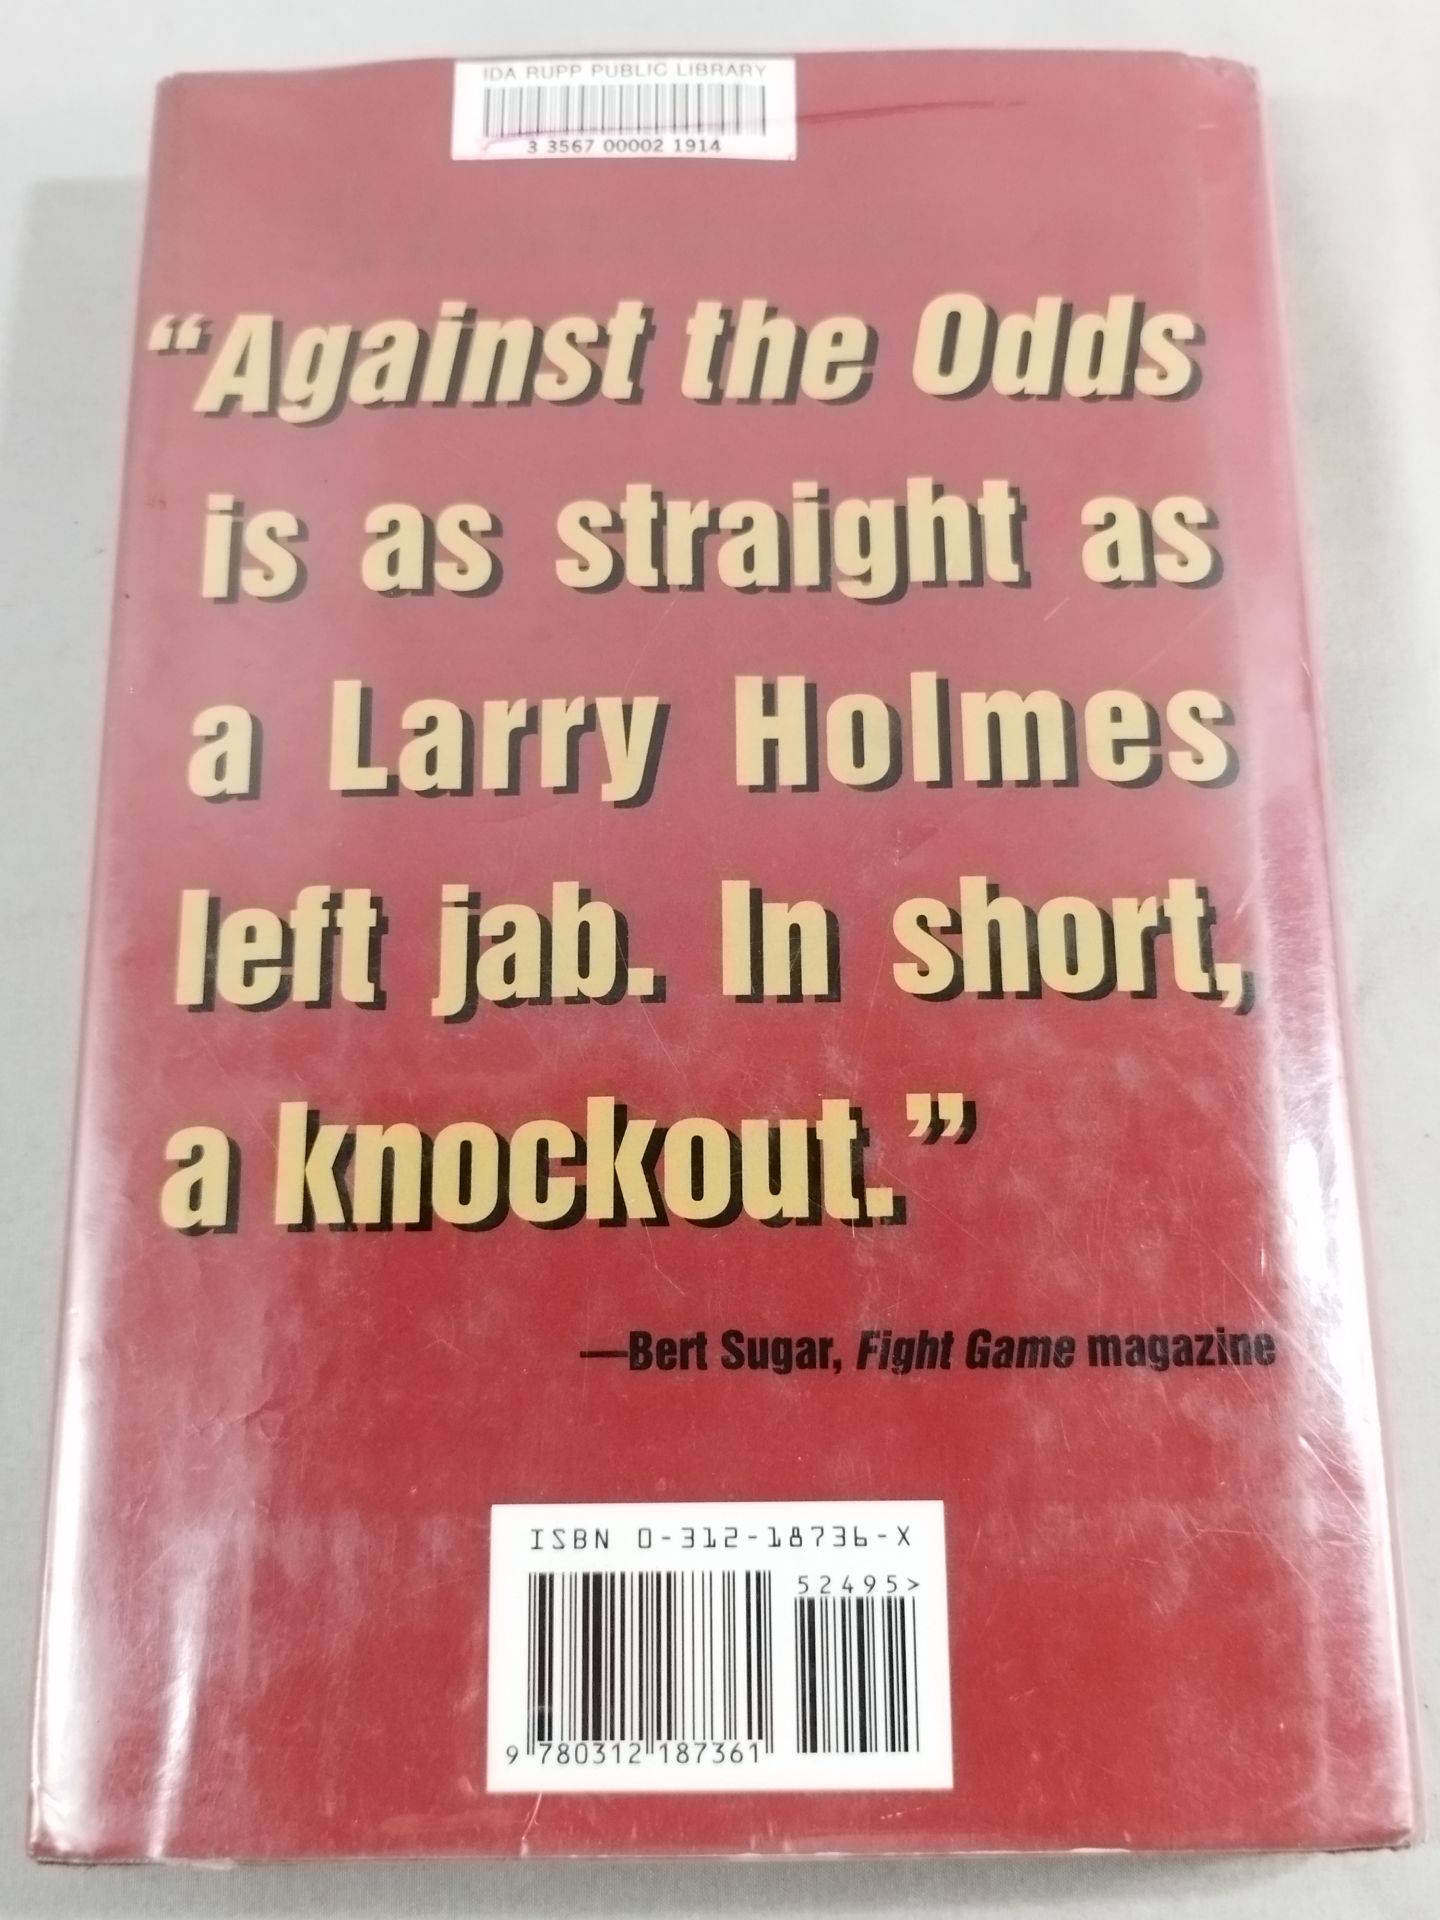 IDA RUPP PUBLIC LIBRARY
3 3567 00002 1914
“Against the Odds
is as straight as
a Larry Holmes
left jab. In short,
a knockout.”
—Bert Sugar, Fight Game magazine
ISBN 0-312-18736-X
52495>
9 780312 187361